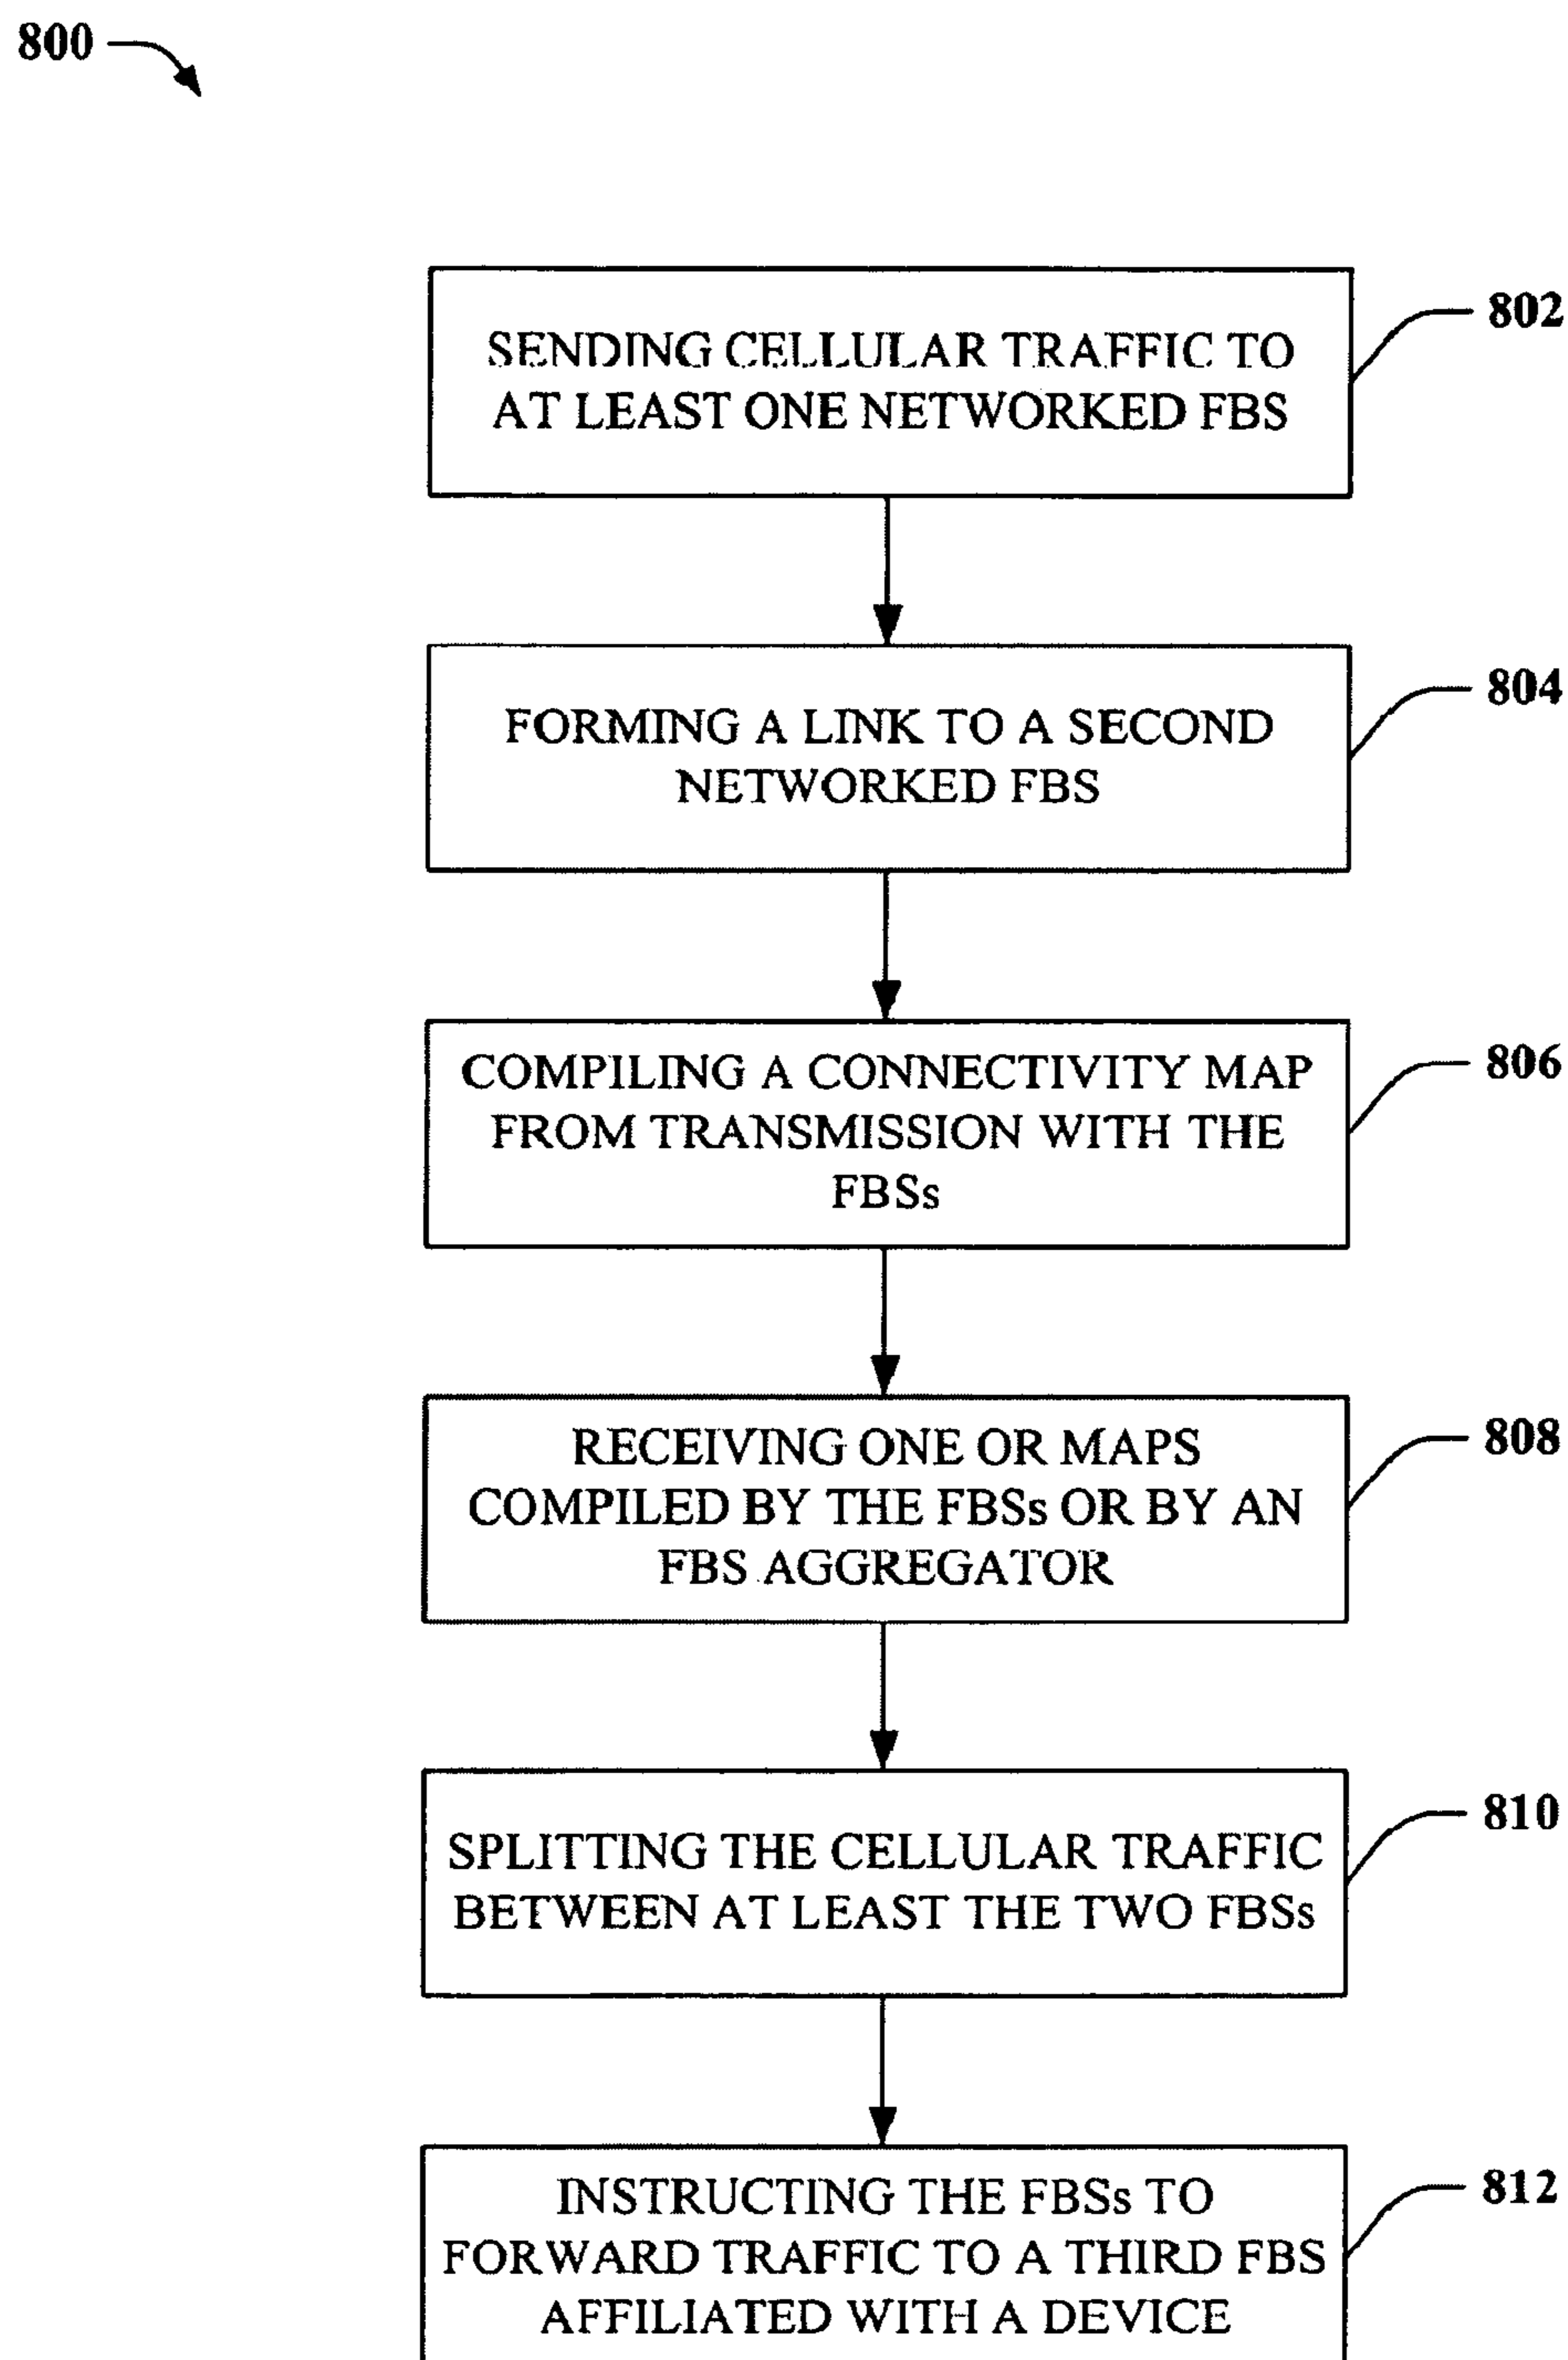 800
SENDING CELLULAR TRAFFIC TO
AT LEAST ONE NETWORKED FBS
802
FORMING A LINK TO A SECOND
NETWORKED FBS
804
COMPILING A CONNECTIVITY MAP
FROM TRANSMISSION WITH THE
FBSs
806
RECEIVING ONE OR MAPS
COMPILED BY THE FBSs OR BY AN
FBS AGGREGATOR
808
SPLITTING THE CELLULAR TRAFFIC
BETWEEN AT LEAST THE TWO FBSs
810
INSTRUCTING THE FBSs TO
FORWARD TRAFFIC TO A THIRD FBS
AFFILIATED WITH A DEVICE
812